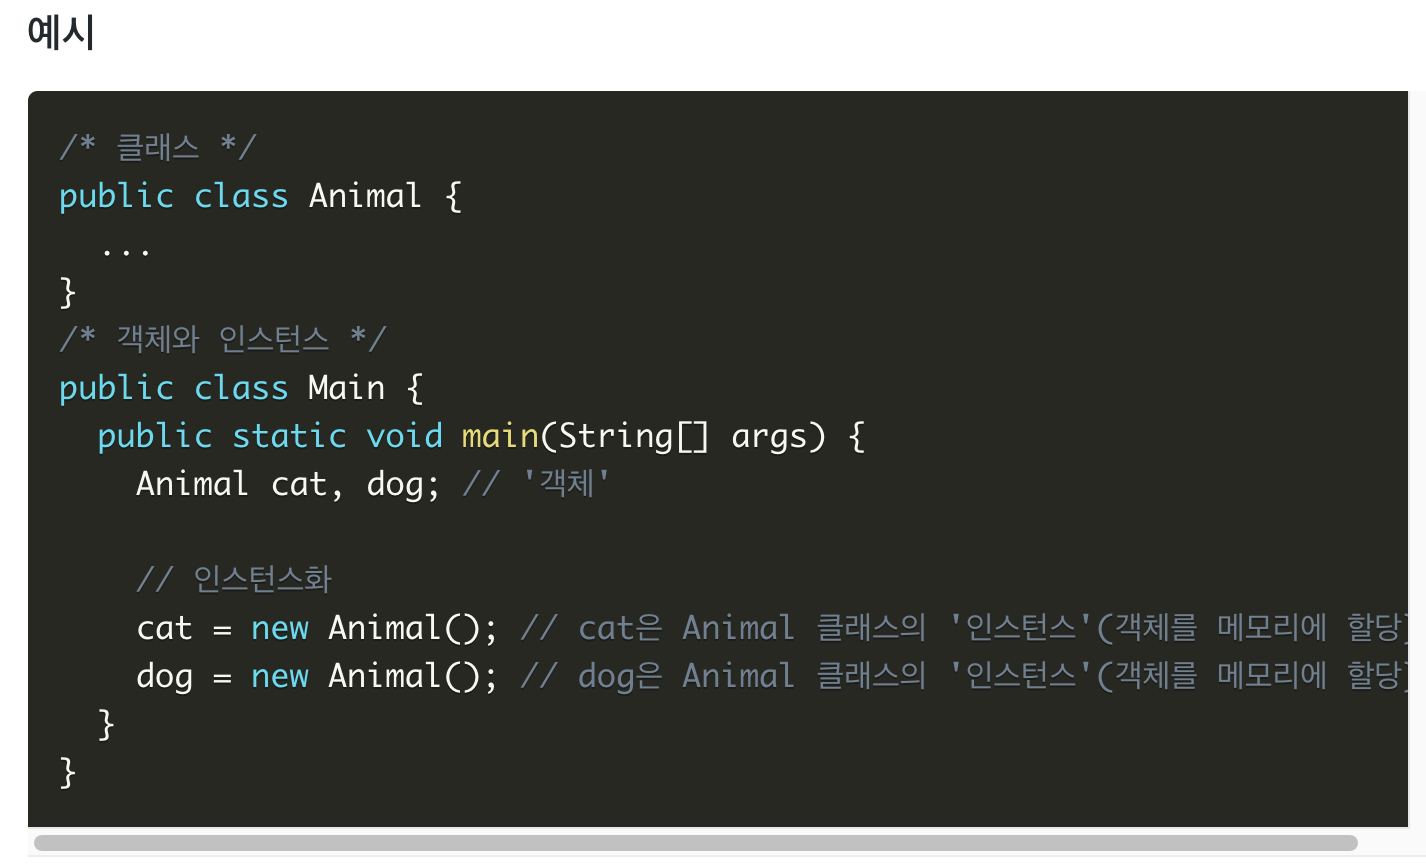 예시
/* 클래스 */
public class Animal {
  ...
}
/* 객체와 인스턴스 */
public class Main {
  public static void main(String[] args) {
    Animal cat, dog; // '객체'

    // 인스턴스화
    cat = new Animal(); // cat은 Animal 클래스의 '인스턴스'(객체를 메모리에 할당)
    dog = new Animal(); // dog은 Animal 클래스의 '인스턴스'(객체를 메모리에 할당)
  }
}